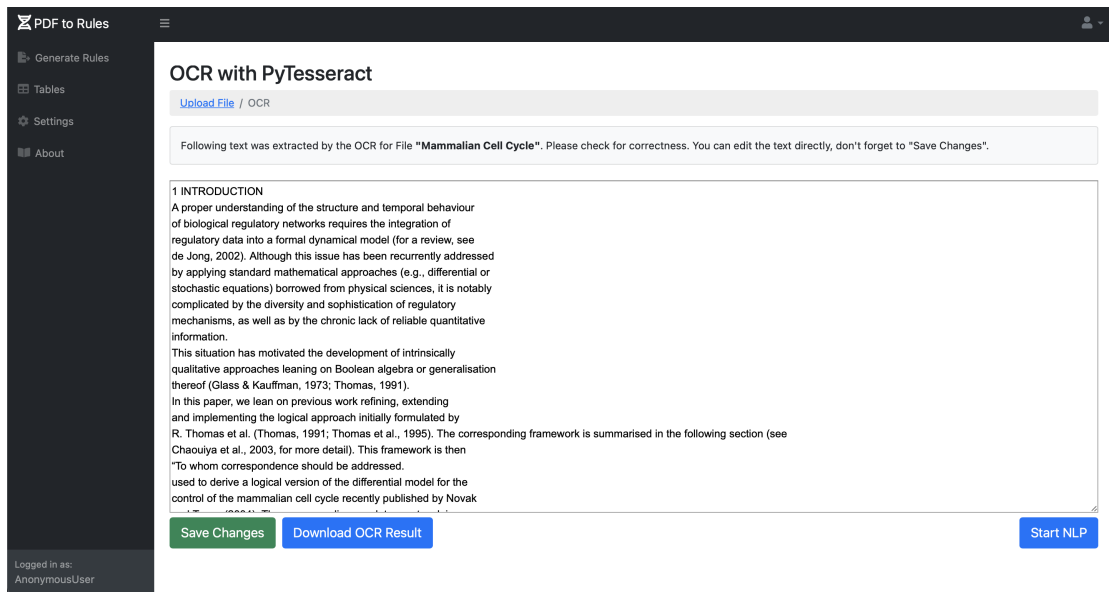 PDF to Rules
Generate Rules
Tables
Settings
About
Logged in as:
AnonymousUser
OCR with PyTesseract
Upload File / OCR
Following text was extracted by the OCR for File "Mammalian Cell Cycle". Please check for correctness. You can edit the text directly, don't forget to "Save Changes".
1 INTRODUCTION
A proper understanding of the structure and temporal behaviour
of biological regulatory networks requires the integration of
regulatory data into a formal dynamical model (for a review, see
de Jong, 2002). Although this issue has been recurrently addressed
by applying standard mathematical approaches (e.g., differential or
stochastic equations) borrowed from physical sciences, it is notably
complicated by the diversity and sophistication of regulatory
mechanisms, as well as by the chronic lack of reliable quantitative
information.
This situation has motivated the development of intrinsically
qualitative approaches leaning on Boolean algebra or generalisation
thereof (Glass & Kauffman, 1973; Thomas, 1991).
In this paper, we lean on previous work refining, extending
and implementing the logical approach initially formulated by
R. Thomas et al. (Thomas, 1991; Thomas et al., 1995). The corresponding framework is summarised in the following section (see
Chaouiya et al., 2003, for more detail). This framework is then
“To whom correspondence should be addressed.
used to derive a logical version of the differential model for the
control of the mammalian cell cycle recently published by Novak
Save Changes
Download OCR Result
Start NLP